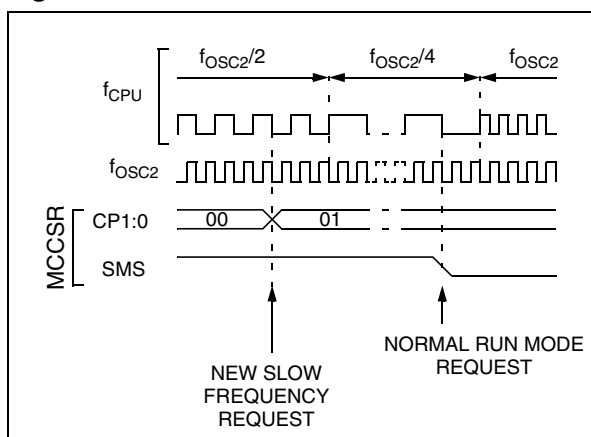 fOSC2/2
fOSC2/4
fOSC2
fCPU
fOSC2
MCCSR
CP1:0
00
01
SMS
NEW SLOW
FREQUENCY
REQUEST
NORMAL RUN MODE
REQUEST